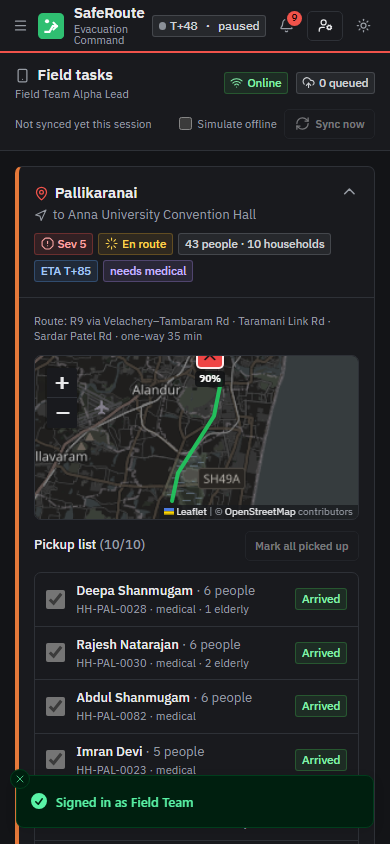 SafeRoute
Evacuation
Command
T+48 · paused
9
Field tasks
Field Team Alpha Lead
Online
0 queued
Not synced yet this session
Simulate offline
Sync now
Pallikaranai
to Anna University Convention Hall
Sev 5
En route
43 people · 10 households
ETA T+85
needs medical
Route: R9 via Velachery–Tambaram Rd · Taramani Link Rd ·
Sardar Patel Rd · one-way 35 min
+
−
90%
Alandur
llavaram
SH49A
Leaflet | © OpenStreetMap contributors
Pickup list (10/10)
Mark all picked up
Deepa Shanmugam · 6 people
HH-PAL-0028 · medical · 1 elderly
Arrived
Rajesh Natarajan · 6 people
HH-PAL-0030 · medical · 2 elderly
Arrived
Abdul Shanmugam · 6 people
HH-PAL-0082 · medical
Arrived
Imran Devi · 5 people
HH-PAL-0023 · medical
Arrived
Signed in as Field Team